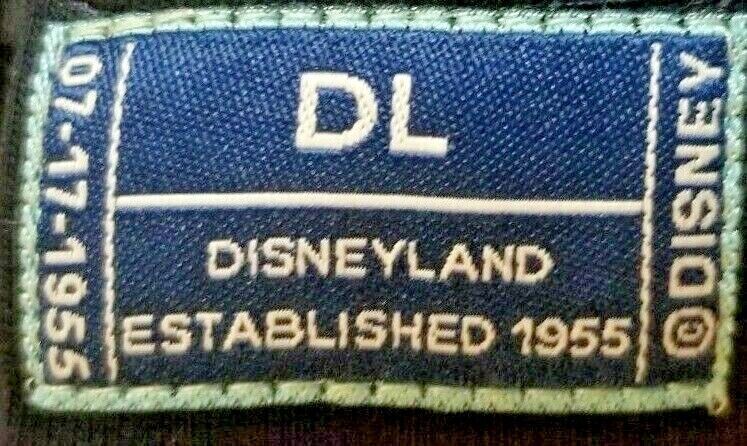 07-17-1955
DL
DISNEYLAND
ESTABLISHED 1955
©DISNEY